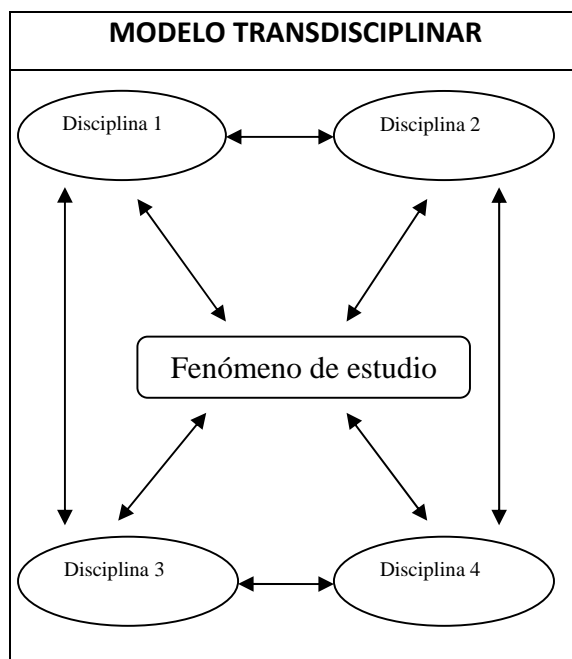 MODELO TRANSDISCIPLINAR
Disciplina 1
Disciplina 2
Fenómeno de estudio
Disciplina 3
Disciplina 4